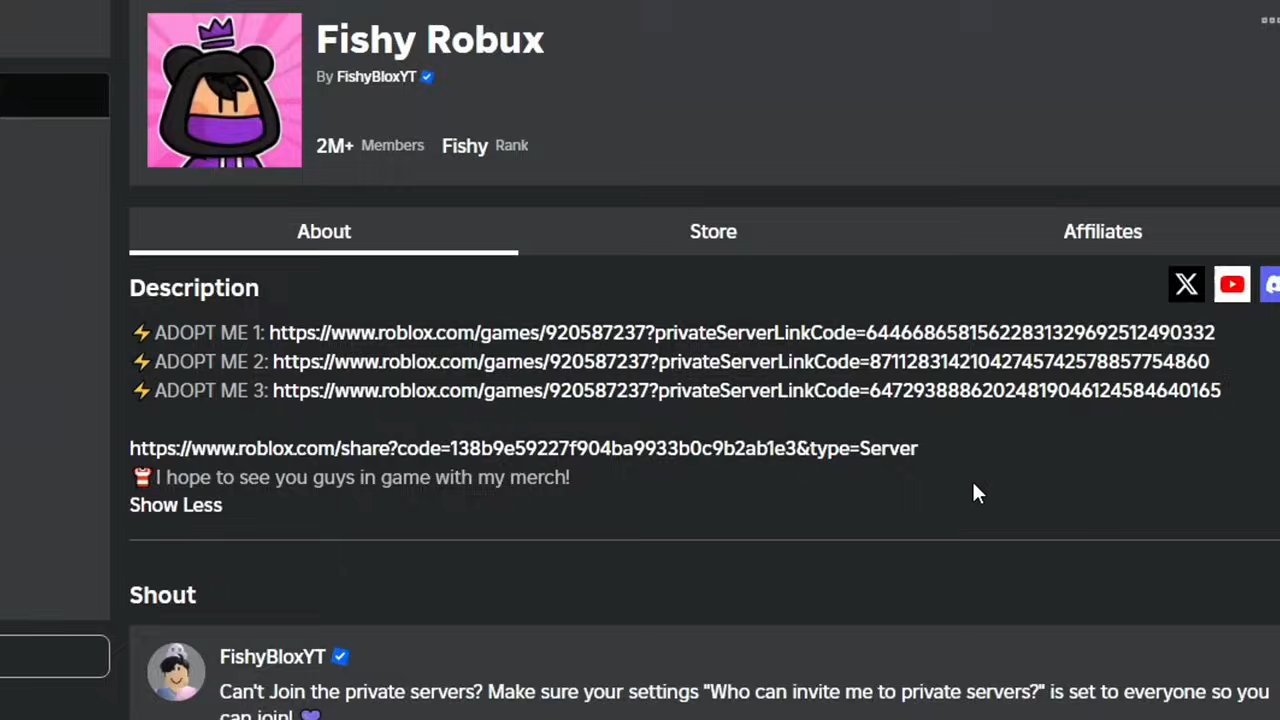 Fishy Robux
By FishyBloxYT
2M+ Members Fishy Rank
About Store Affiliates
Description
⚡ADOPT ME 1: https://www.roblox.com/games/920587237?privateServerLinkCode=64466865815622831329692512490332
⚡ADOPT ME 2: https://www.roblox.com/games/920587237?privateServerLinkCode=87112831421042745742578857754860
⚡ADOPT ME 3: https://www.roblox.com/games/920587237?privateServerLinkCode=64729388862024819046124584640165
https://www.roblox.com/share?code=138b9e59227f904ba9933b0c9b2ab1e3&type=Server
I hope to see you guys in game with my merch!
Show Less
Shout
FishyBloxYT
Can't Join the private servers? Make sure your settings "Who can invite me to private servers?" is set to everyone so you
can join! 💜